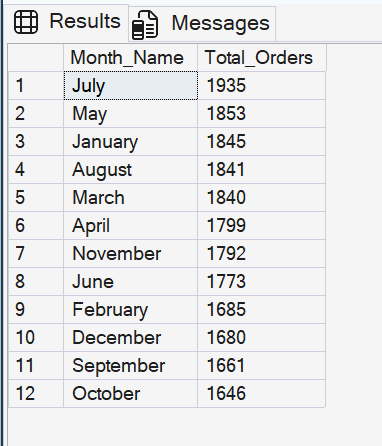 Results Messages
Month_Name Total_Orders
1 July 1935
2 May 1853
3 January 1845
4 August 1841
5 March 1840
6 April 1799
7 November 1792
8 June 1773
9 February 1685
10 December 1680
11 September 1661
12 October 1646